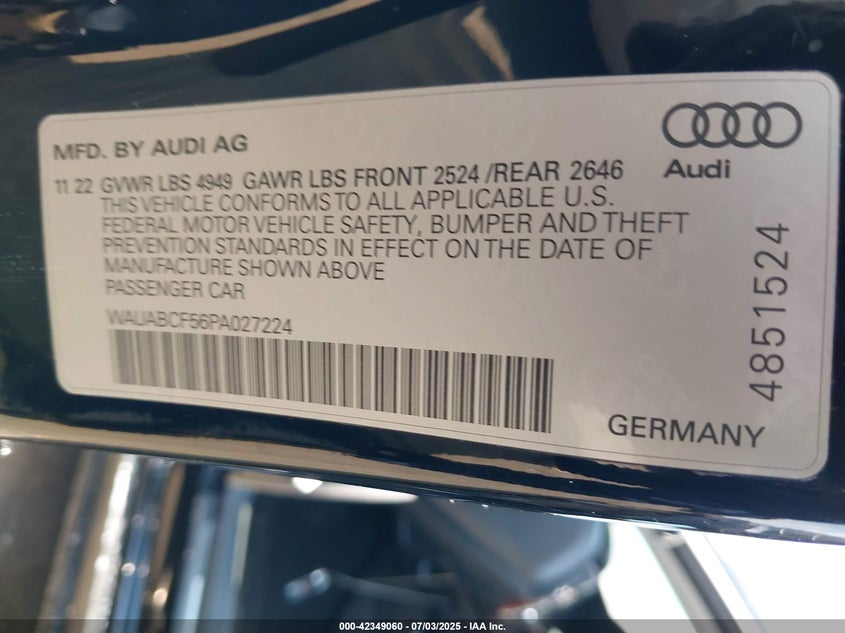 MFD. BY AUDI AG
Audi
11 22 GVWR LBS 4949 GAWR LBS FRONT 2524 /REAR 2646
THIS VEHICLE CONFORMS TO ALL APPLICABLE U.S.
FEDERAL MOTOR VEHICLE SAFETY, BUMPER AND THEFT
PREVENTION STANDARDS IN EFFECT ON THE DATE OF
MANUFACTURE SHOWN ABOVE
PASSENGER CAR
WAUABCF56PA027224
4851524
GERMANY
000-42349060 - 07/03/2025 - IAA Inc.